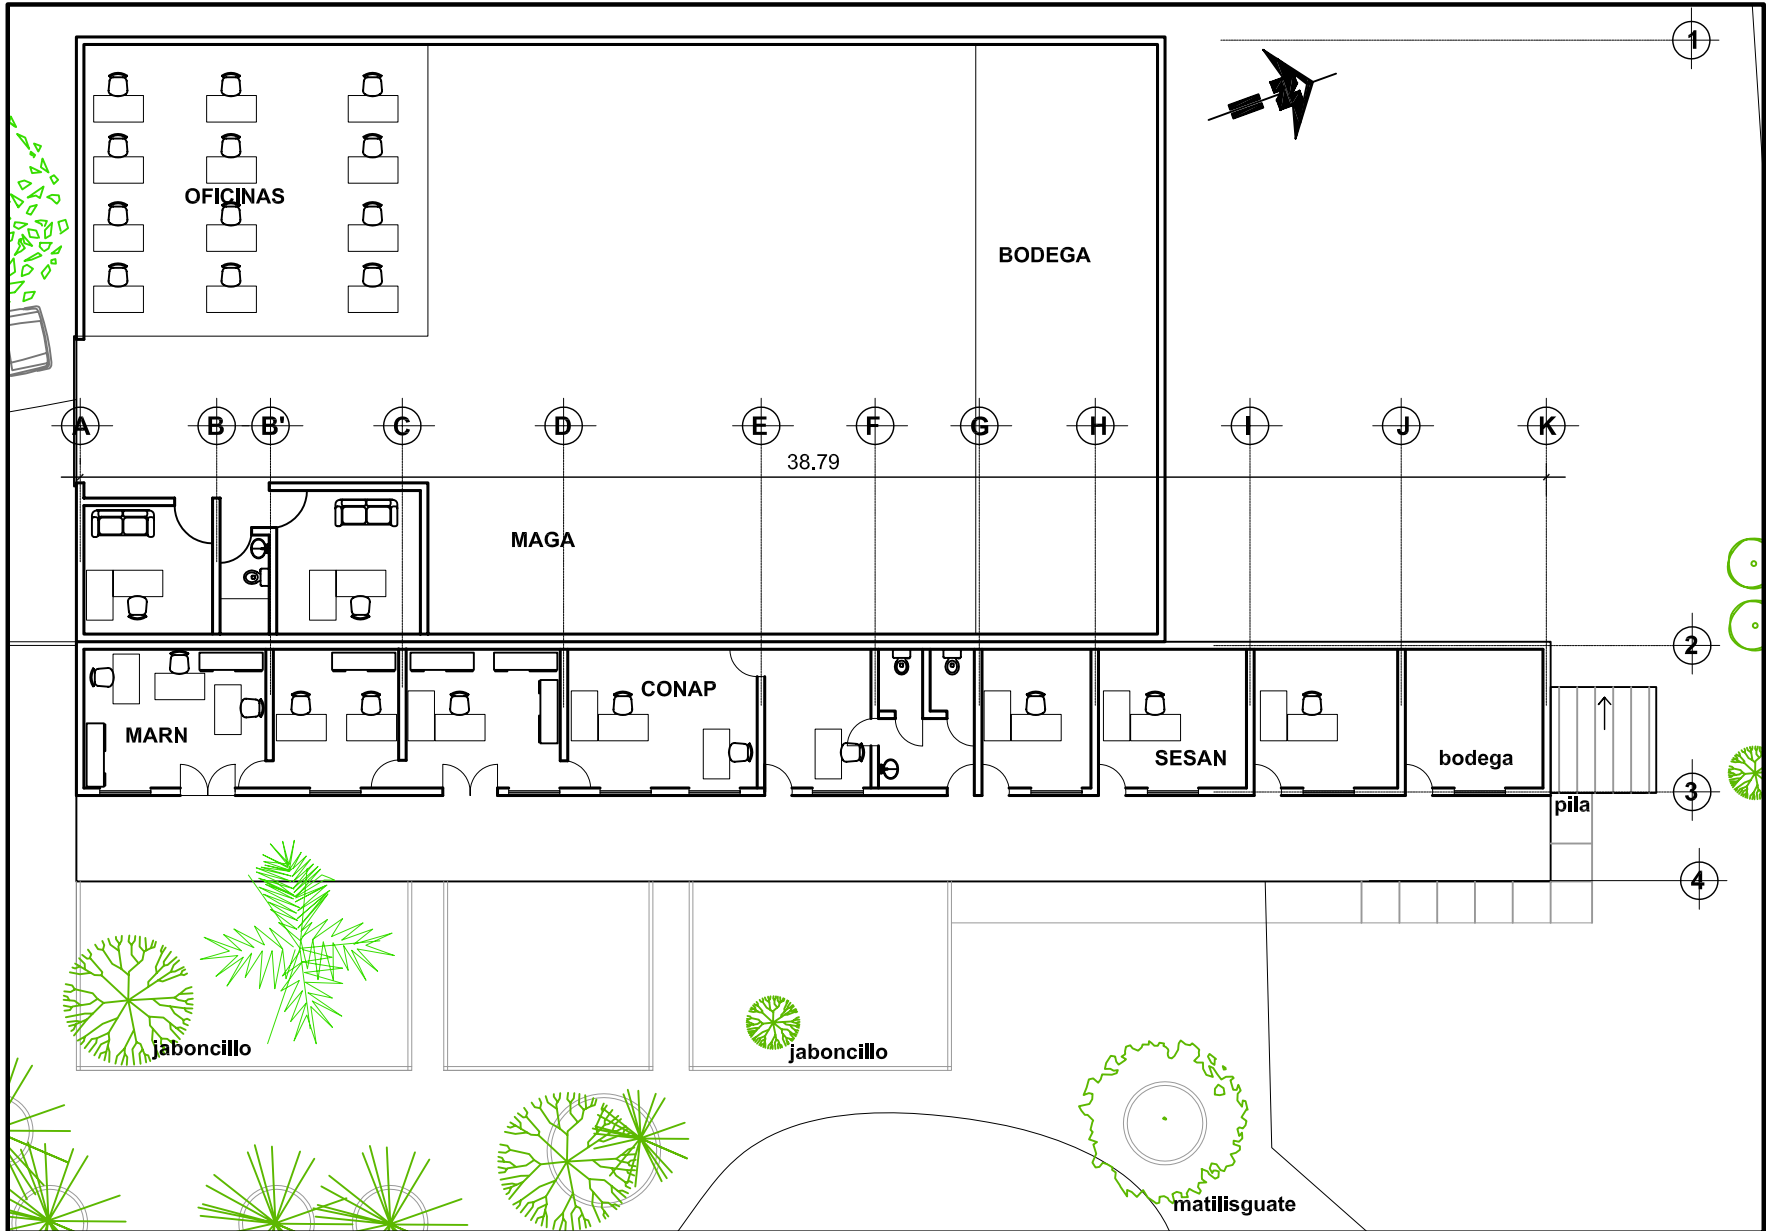 1
OFICINAS
BODEGA
A B B' C D E F G H I J K
38.79
MAGA
2
CONAP
MARN
SESAN
bodega
3
pila
4
jaboncillo
jaboncillo
matilisguate